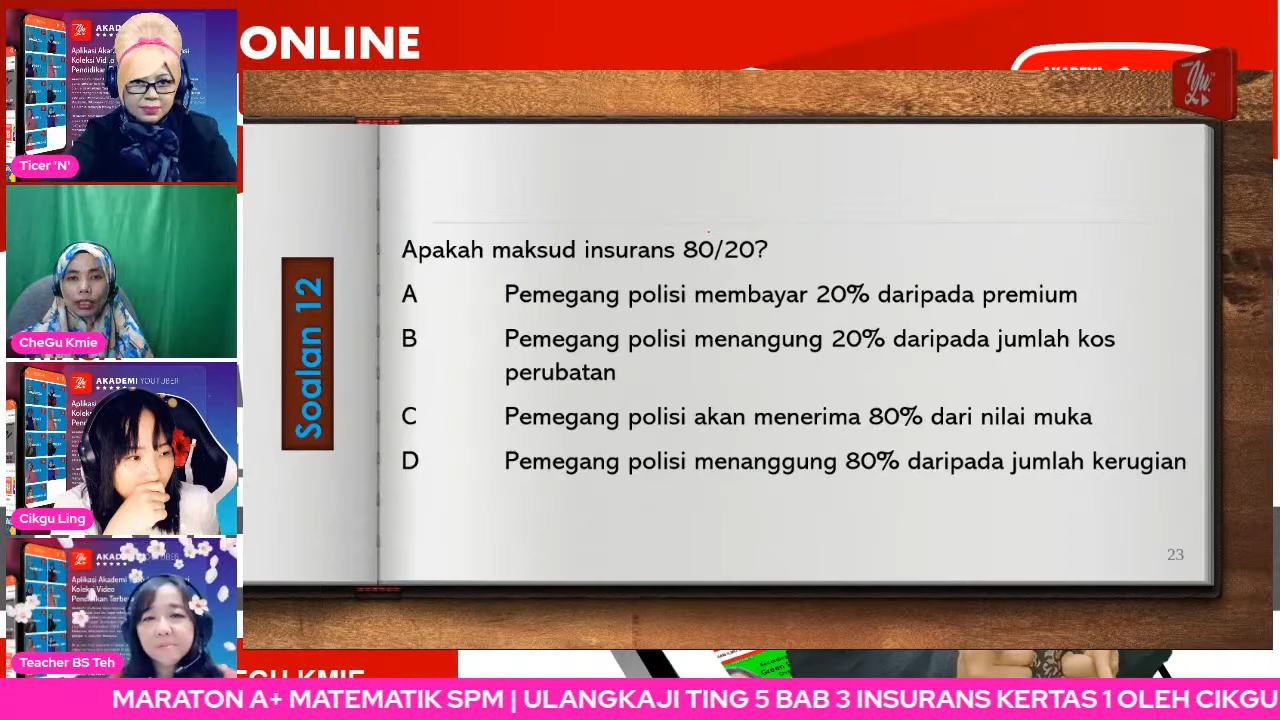 ONLINE
AKADEMI
Ticer 'N'
CheGu Kmie
AKADEMI YOUTUBER
Cikgu Ling
Teacher BS Teh
Soalan 12
Apakah maksud insurans 80/20?
A Pemegang polisi membayar 20% daripada premium
B Pemegang polisi menangung 20% daripada jumlah kos
perubatan
C Pemegang polisi akan menerima 80% dari nilai muka
D Pemegang polisi menanggung 80% daripada jumlah kerugian
23
MARATON A+ MATEMATIK SPM | ULANGKAJI TING 5 BAB 3 INSURANS KERTAS 1 OLEH CIKGU